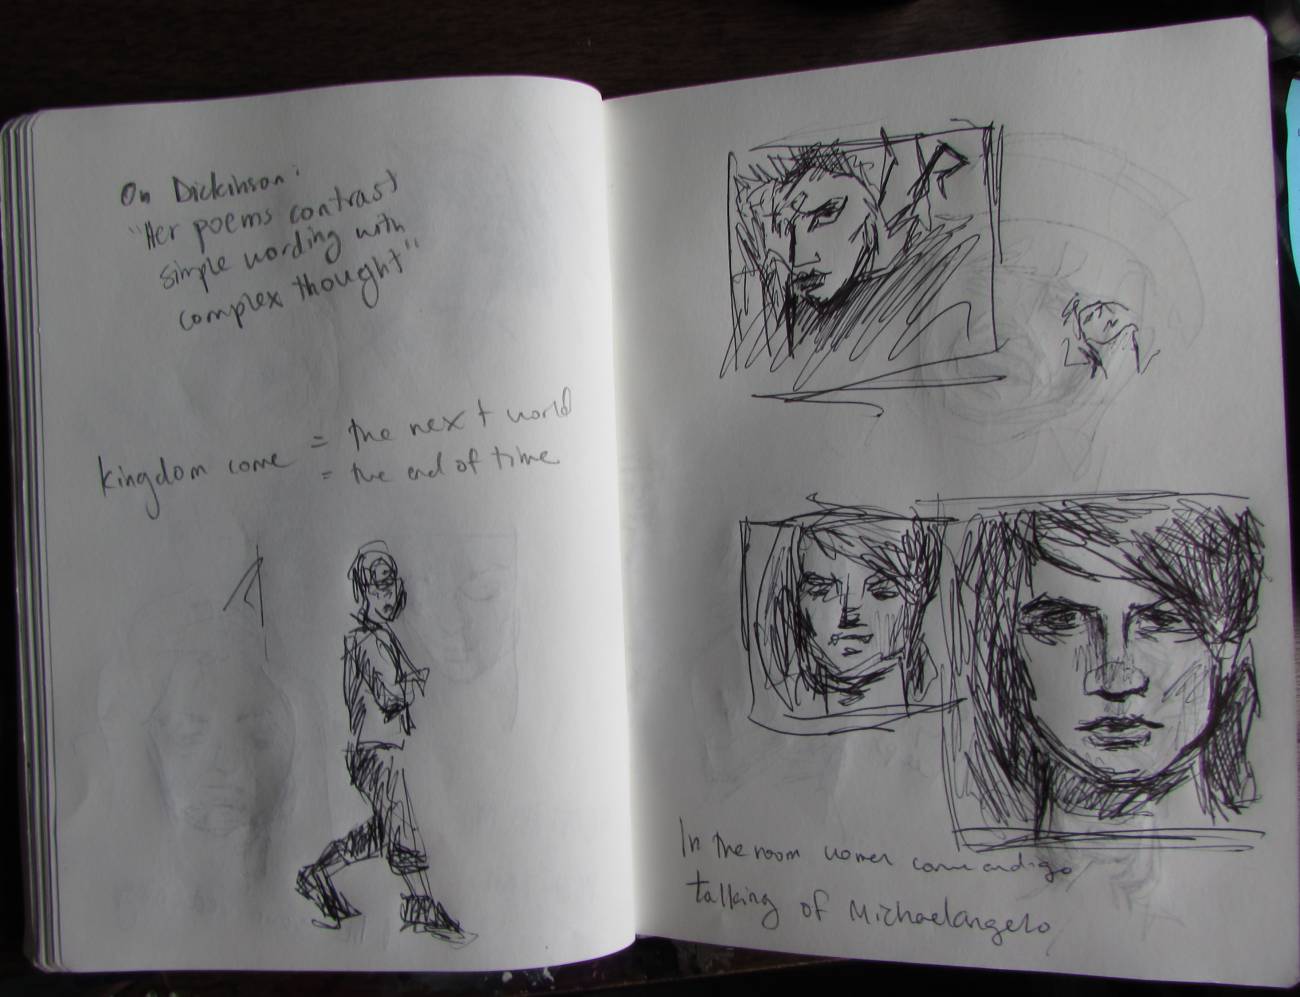 On Dickinson:
"Her poems contrast
simple wording with
complex thought"
kingdom come = the next world
= the end of time
In the room women come and go
talking of Michaelangelo